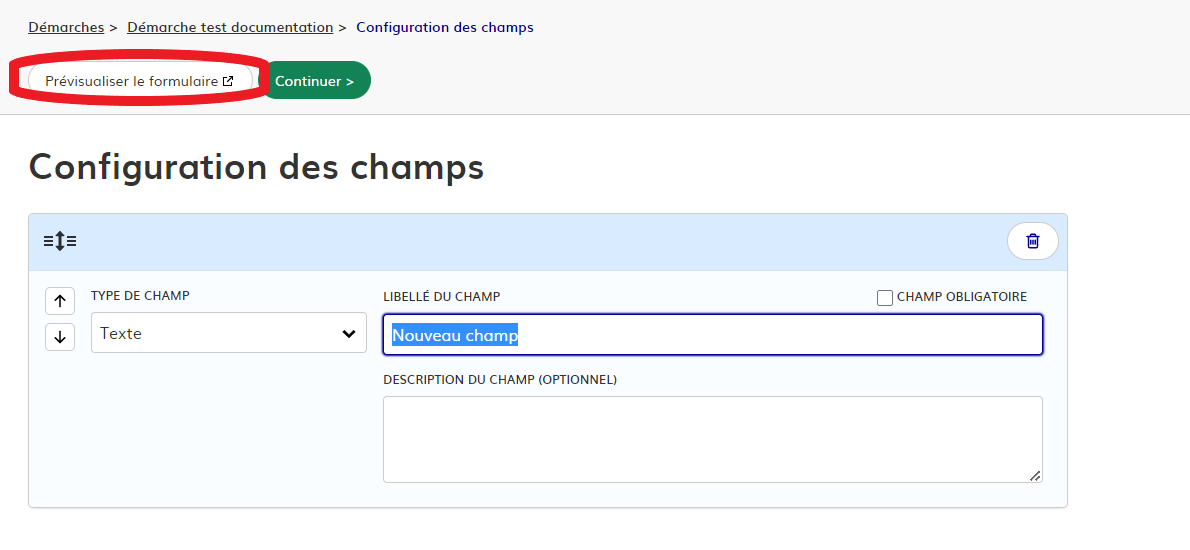 Démarches > Démarche test documentation > Configuration des champs
Prévisualiser le formulaire Continuer >
Configuration des champs
TYPE DE CHAMP LIBELLÉ DU CHAMP CHAMP OBLIGATOIRE
Texte Nouveau champ
DESCRIPTION DU CHAMP (OPTIONNEL)